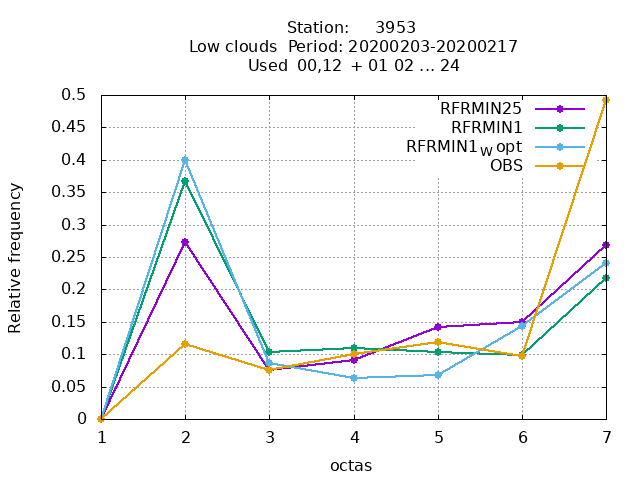 Station: 3953
Low clouds Period: 20200203-20200217
Used 00,12 + 01 02 ... 24
RFRMIN25
RFRMIN1
RFRMIN1W opt
OBS
0.5
0.45
0.4
0.35
0.3
0.25
0.2
0.15
0.1
0.05
0
Relative frequency
1 2 3 4 5 6 7
octas